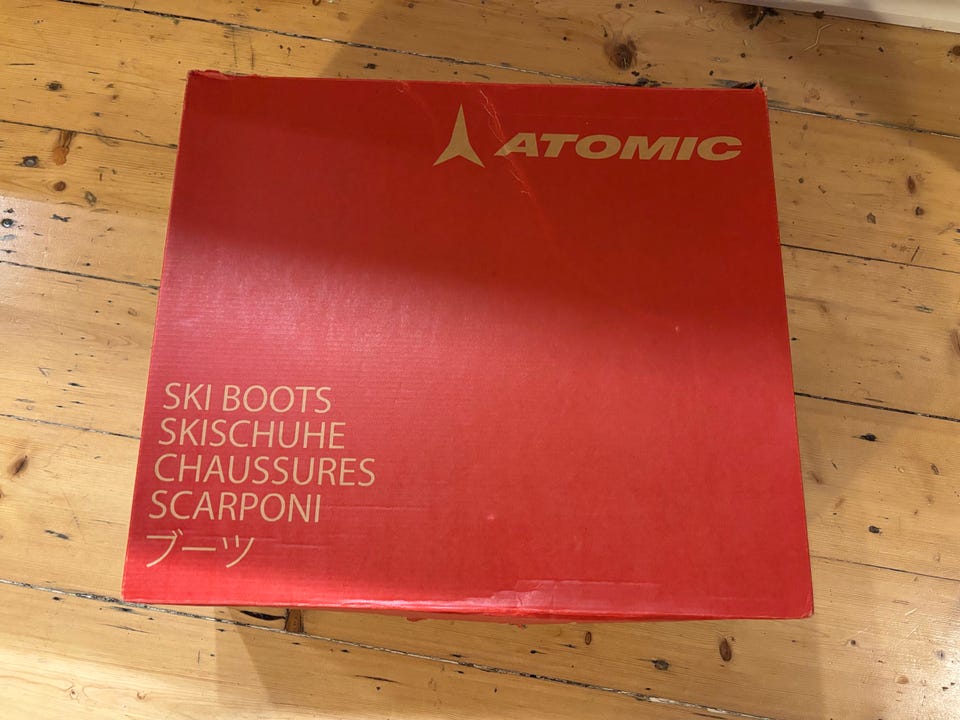 ATOMIC
SKI BOOTS
SKISCHUHE
CHAUSSURES
SCARPONI
ブーツ